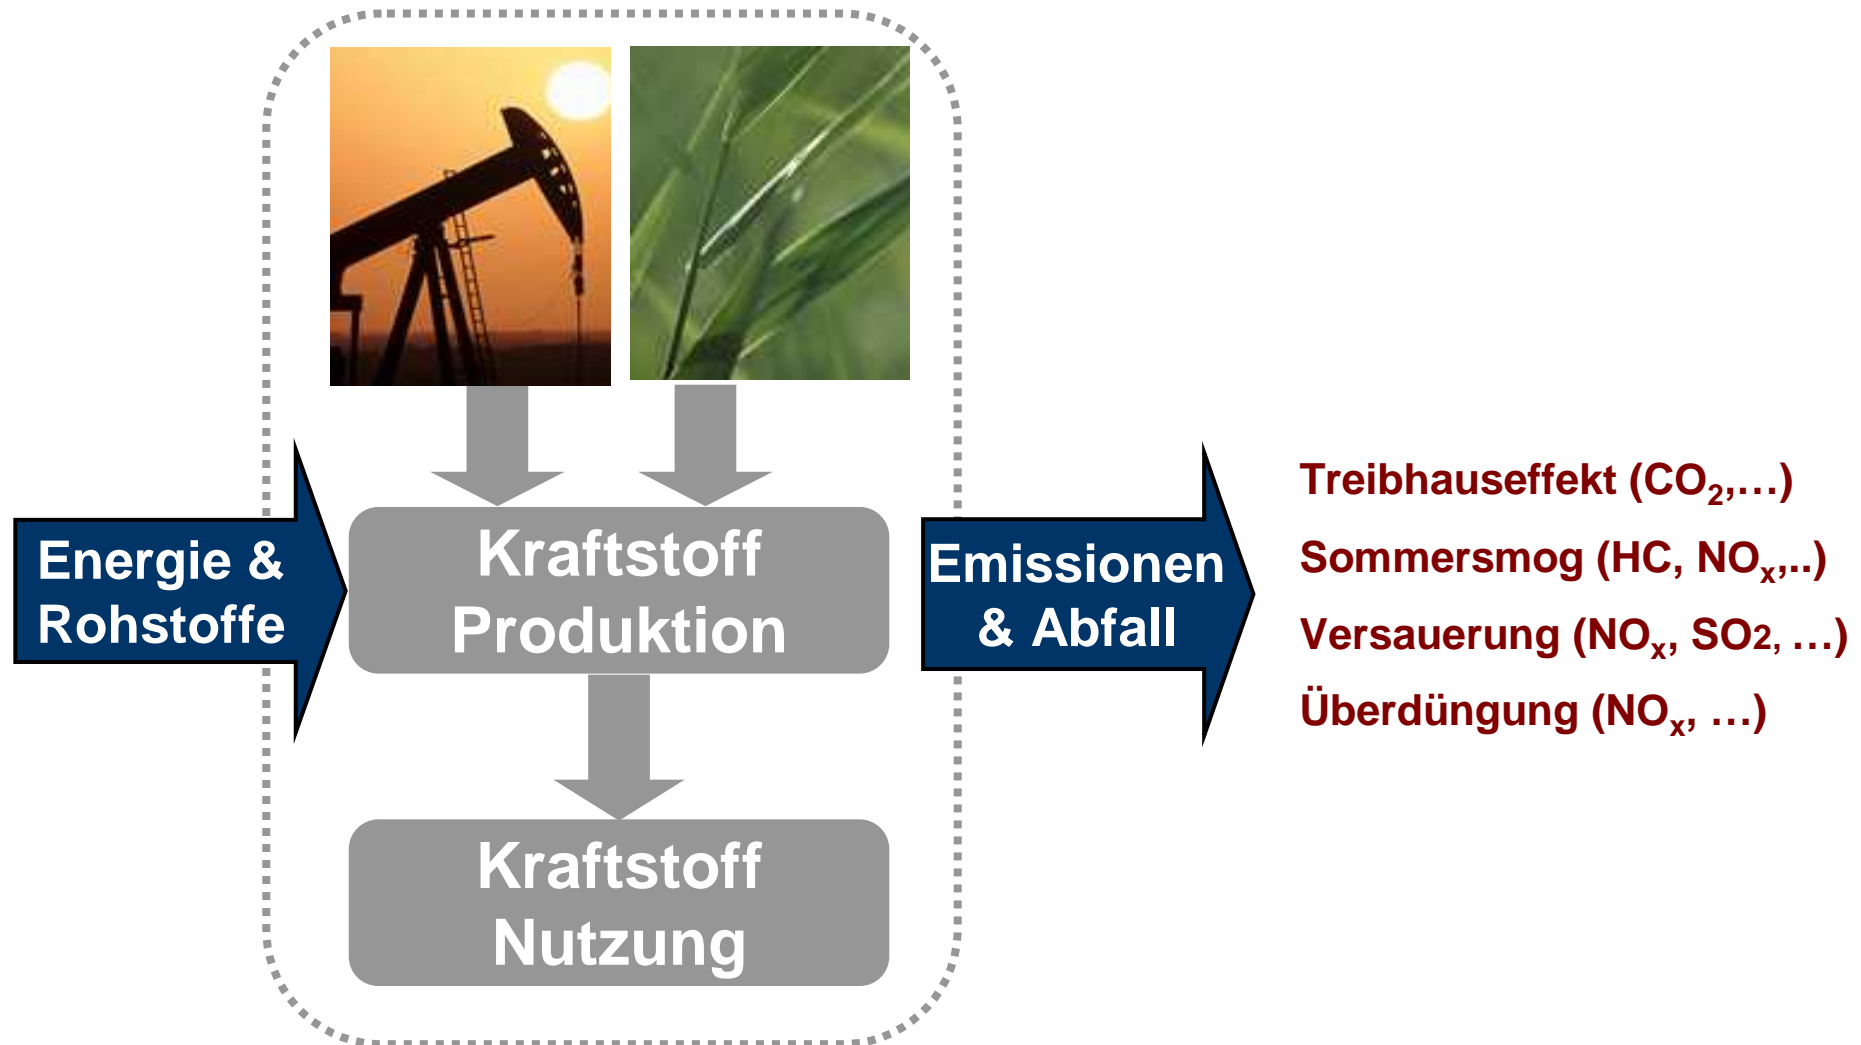 Energie &
Rohstoffe
Kraftstoff
Produktion
Emissionen
& Abfall
Treibhauseffekt (CO₂,…)
Sommersmog (HC, NOₓ,..)
Versauerung (NOₓ, SO2, …)
Überdüngung (NOₓ, …)
Kraftstoff
Nutzung